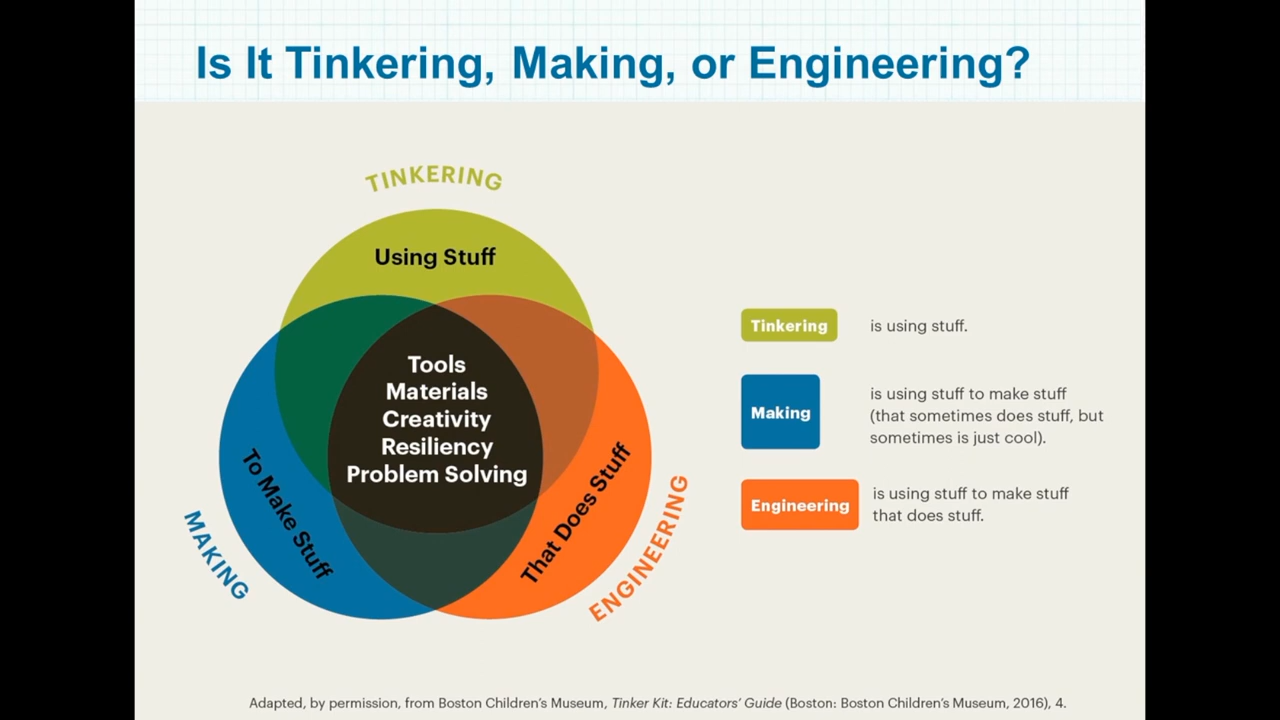 Is It Tinkering, Making, or Engineering?
TINKERING
Using Stuff
Tools
Materials
Creativity
Resiliency
Problem Solving
To Make Stuff
That Does Stuff
MAKING
ENGINEERING
Tinkering is using stuff.
Making is using stuff to make stuff
(that sometimes does stuff, but
sometimes is just cool).
Engineering is using stuff to make stuff
that does stuff.
Adapted, by permission, from Boston Children’s Museum, Tinker Kit: Educators’ Guide (Boston: Boston Children’s Museum, 2016), 4.